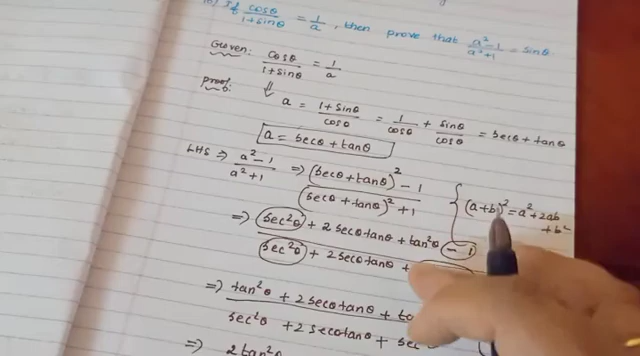 If cosθ/1+sinθ = 1/a, then prove that a²-1/a²+1 = sinθ
Given: cosθ/1+sinθ = 1/a
Proof: ⇓
a = 1+sinθ/cosθ = 1/cosθ + sinθ/cosθ = secθ + tanθ
a = secθ + tanθ
LHS ⇒ a²-1/a²+1 ⇒ (secθ+tanθ)² - 1/(secθ+tanθ)² + 1
(a+b)² = a²+2ab
+b²
⇒ sec²θ + 2secθtanθ + tan²θ - 1/sec²θ + 2secθtanθ +
⇒ tan²θ + 2secθtanθ + /sec²θ + 2secθtanθ +
⇒ 2tan²θ